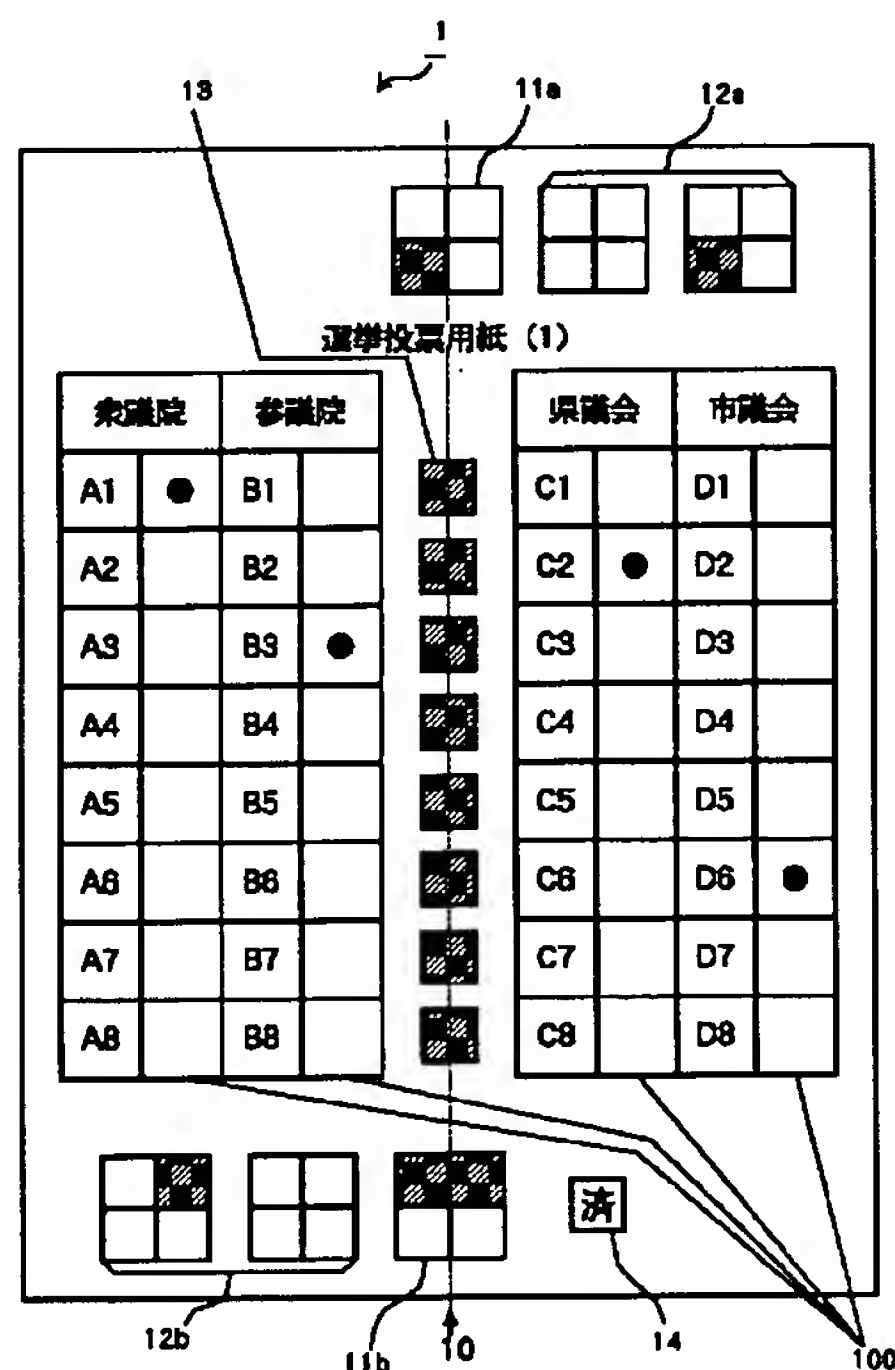 1
13 11a 12a
選挙投票用紙 (1)
衆議院 参議院 県議会 市議会
A1 ● B1 C1 D1
A2 B2 C2 ● D2
A3 B3 ● C3 D3
A4 B4 C4 D4
A5 B5 C5 D5
A6 B6 C6 D6 ●
A7 B7 C7 D7
A8 B8 C8 D8
済
12b 11b 10 14 100